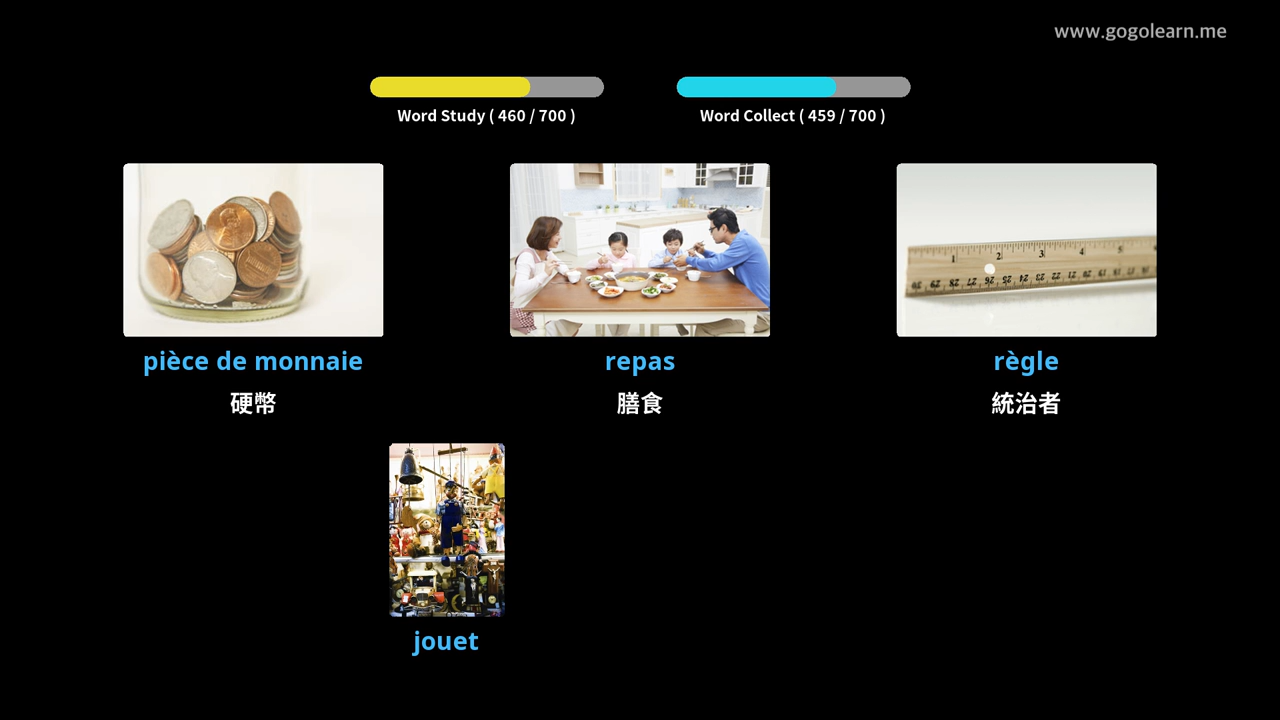 www.gogolearn.me
Word Study ( 460 / 700 )
Word Collect ( 459 / 700 )
pièce de monnaie
硬幣
repas
膳食
règle
統治者
jouet